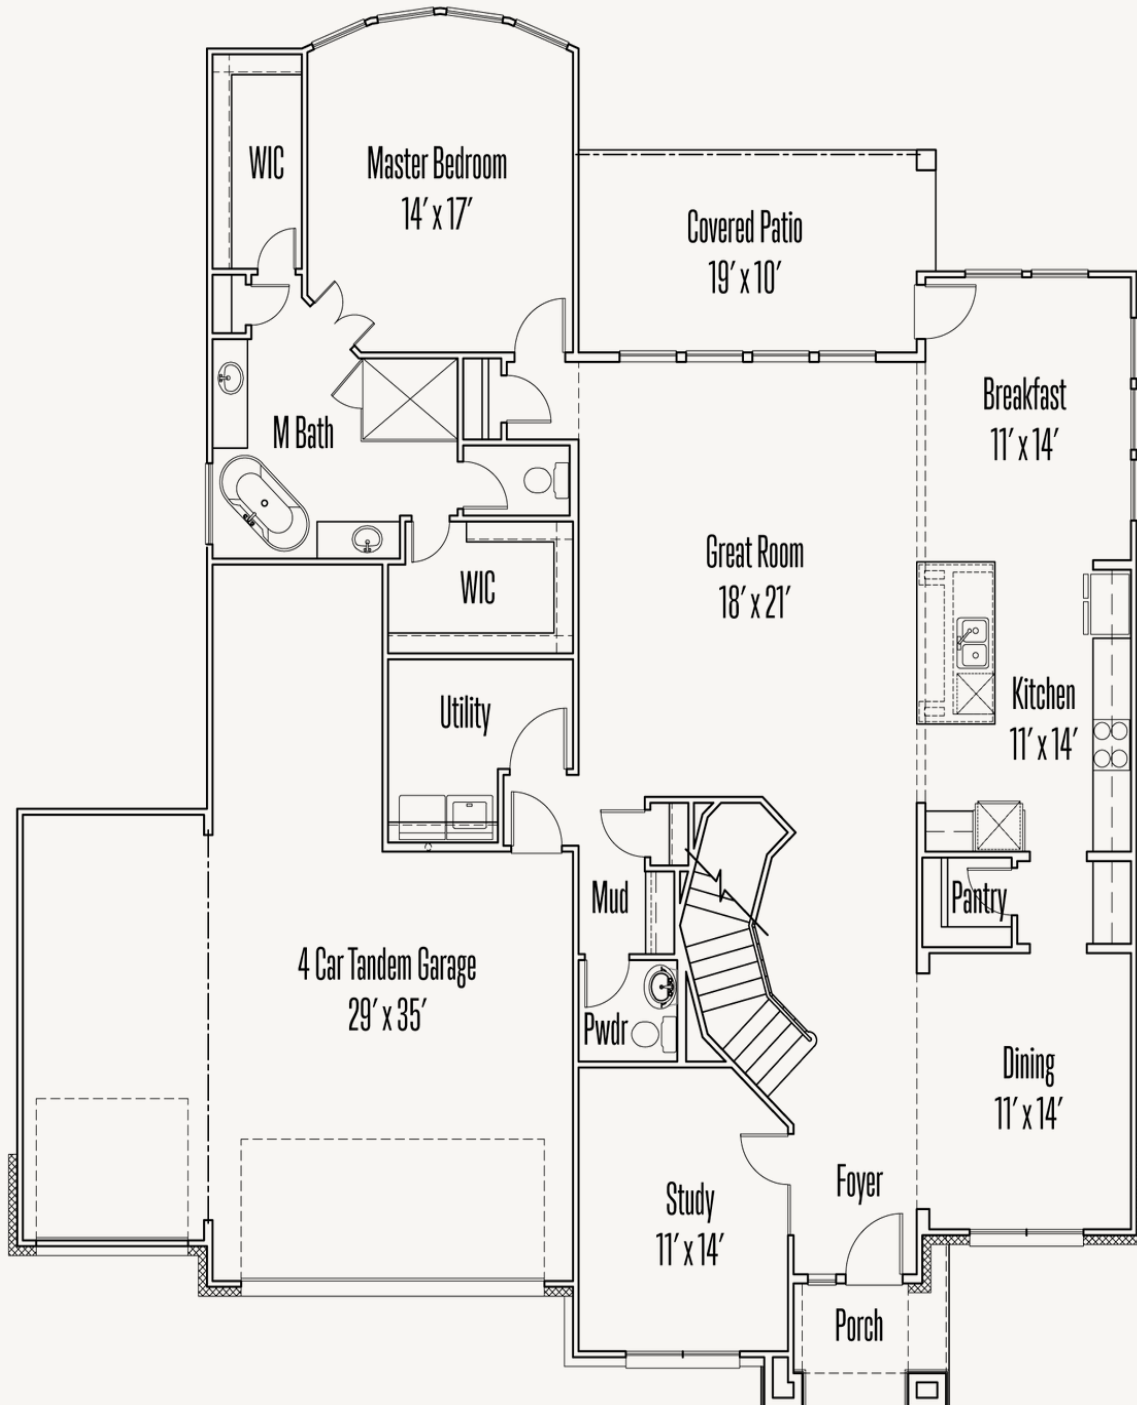 WIC
Master Bedroom
14' x 17'
Covered Patio
19' x 10'
Breakfast
11' x 14'
M Bath
Great Room
18' x 21'
WIC
Kitchen
11' x 14'
Utility
Mud
Pantry
4 Car Tandem Garage
29' x 35'
Pwdr
Dining
11' x 14'
Foyer
Study
11' x 14'
Porch